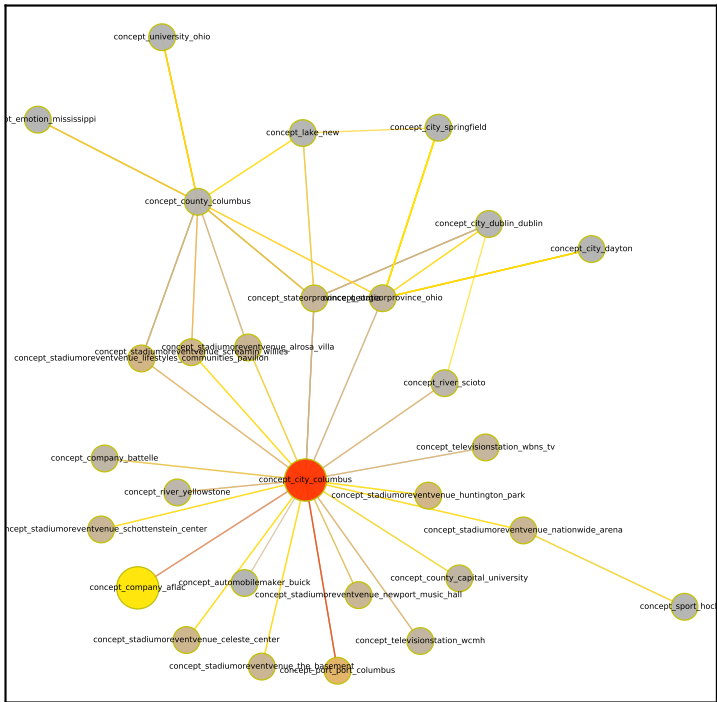 concept_university_ohio
pt_emotion_mississippi
concept_lake_new
concept_city_springfield
concept_county_columbus
concept_city_dublin_dublin
concept_city_dayton
concept_stateorprovince_georgia
concept_stateorprovince_ohio
concept_stadiumoreventvenue_alrosa_villa
concept_stadiumoreventvenue_screamin_willies
concept_stadiumoreventvenue_lifestyles_communities_pavilion
concept_river_scioto
concept_televisionstation_wbns_tv
concept_company_battelle
concept_city_columbus
concept_river_yellowstone
concept_stadiumoreventvenue_huntington_park
ncept_stadiumoreventvenue_schottenstein_center
concept_stadiumoreventvenue_nationwide_arena
concept_county_capital_university
concept_automobilemaker_buick
concept_company_aflac
concept_stadiumoreventvenue_newport_music_hall
concept_sport_hoc
concept_stadiumoreventvenue_celeste_center
concept_televisionstation_wcmh
concept_stadiumoreventvenue_the_basement
concept_port_port_columbus